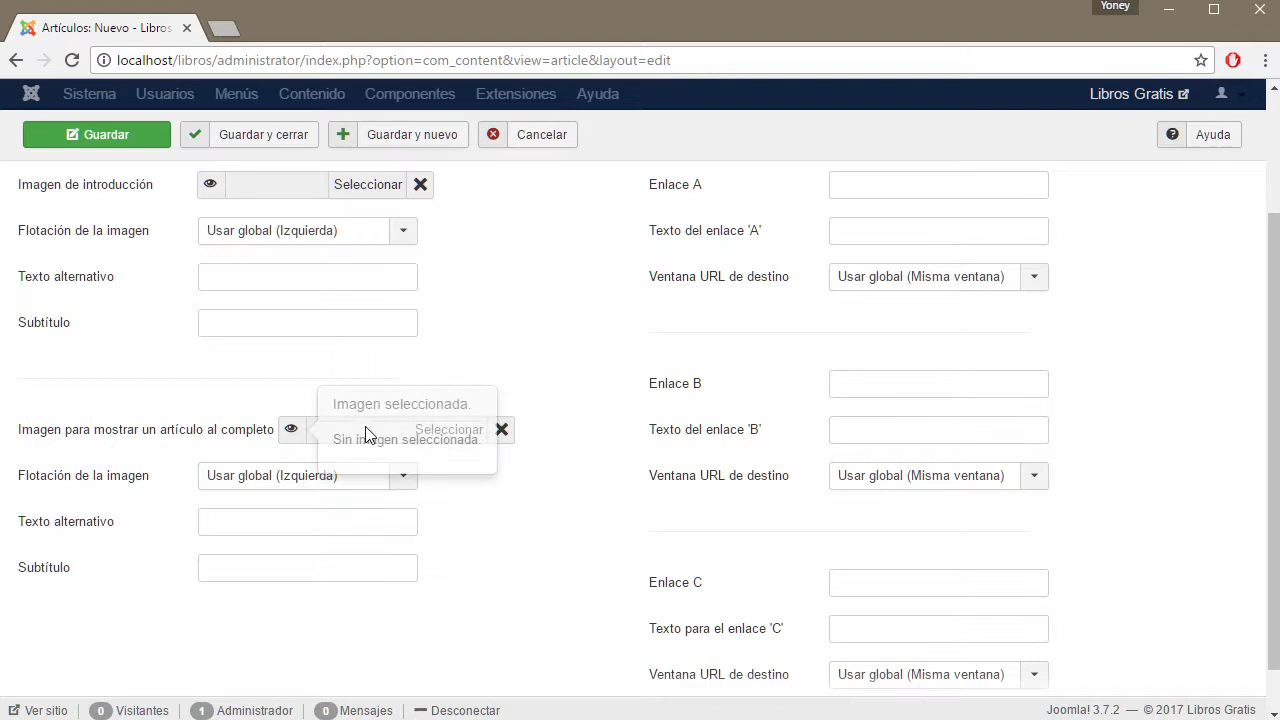 Yoney
Artículos: Nuevo - Libros
localhost/libros/administrator/index.php?option=com_content&view=article&layout=edit
Sistema Usuarios Menús Contenido Componentes Extensiones Ayuda Libros Gratis
Guardar Guardar y cerrar Guardar y nuevo Cancelar Ayuda
Imagen de introducción Seleccionar
Flotación de la imagen Usar global (Izquierda)
Texto alternativo
Subtítulo
Imagen seleccionada.
Sin imagen seleccionada.
Imagen para mostrar un artículo al completo Seleccionar
Flotación de la imagen Usar global (Izquierda)
Texto alternativo
Subtítulo
Enlace A
Texto del enlace 'A'
Ventana URL de destino Usar global (Misma ventana)
Enlace B
Texto del enlace 'B'
Ventana URL de destino Usar global (Misma ventana)
Enlace C
Texto para el enlace 'C'
Ventana URL de destino Usar global (Misma ventana)
Ver sitio 0 Visitantes 1 Administrador 0 Mensajes Desconectar Joomla! 3.7.2 — © 2017 Libros Gratis